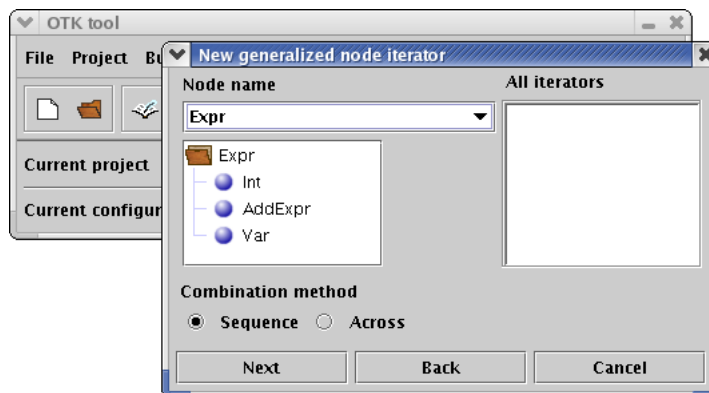 OTK tool
File Project Bu
New generalized node iterator
Node name
All iterators
Expr
Expr
Int
AddExpr
Var
Current project
Current configur
Combination method
Sequence Across
Next Back Cancel